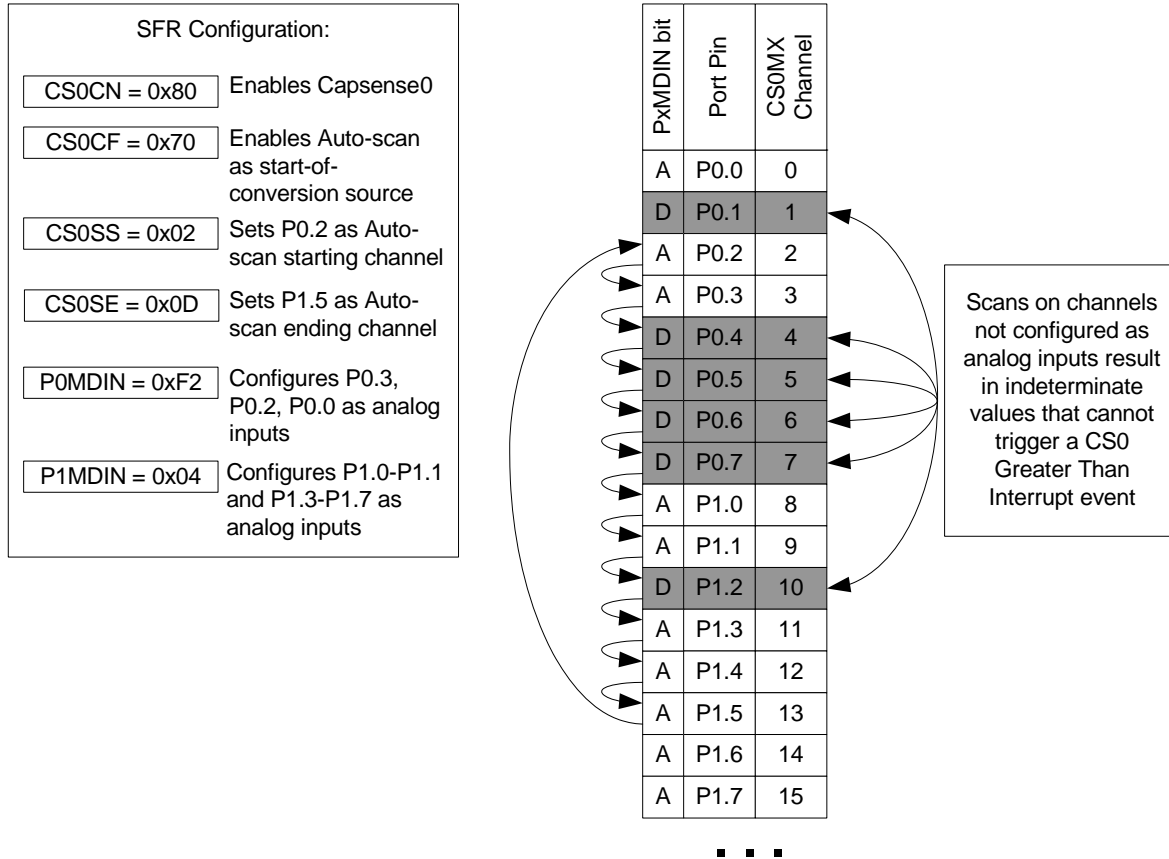 SFR Configuration:
CS0CN = 0x80
Enables Capsense0
CS0CF = 0x70
Enables Auto-scan
as start-of-
conversion source
CS0SS = 0x02
Sets P0.2 as Auto-
scan starting channel
CS0SE = 0x0D
Sets P1.5 as Auto-
scan ending channel
P0MDIN = 0xF2
Configures P0.3,
P0.2, P0.0 as analog
inputs
P1MDIN = 0x04
Configures P1.0-P1.1
and P1.3-P1.7 as
analog inputs
PxMDIN bit
Port Pin
CS0MX
Channel
A P0.0 0
D P0.1 1
A P0.2 2
A P0.3 3
D P0.4 4
D P0.5 5
D P0.6 6
D P0.7 7
A P1.0 8
A P1.1 9
D P1.2 10
A P1.3 11
A P1.4 12
A P1.5 13
A P1.6 14
A P1.7 15
...
Scans on channels
not configured as
analog inputs result
in indeterminate
values that cannot
trigger a CS0
Greater Than
Interrupt event